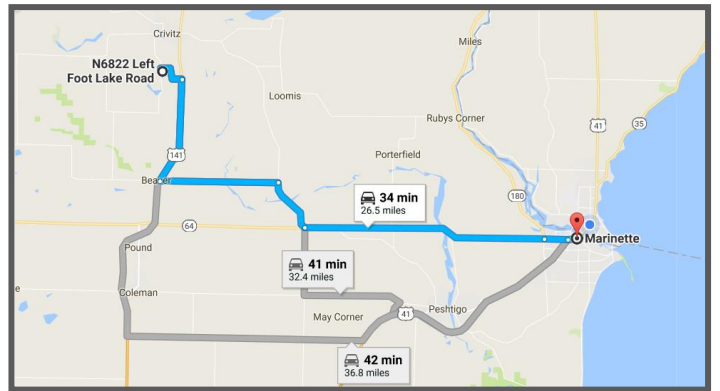 Crivitz
Miles
N6822 Left
Foot Lake Road
Loomis
Rubys Corner
41
35
141
Porterfield
Beaver
180
34 min
26.5 miles
64
Marinette
Pound
41 min
32.4 miles
Coleman
Peshtigo
May Corner
41
42 min
36.8 miles
e